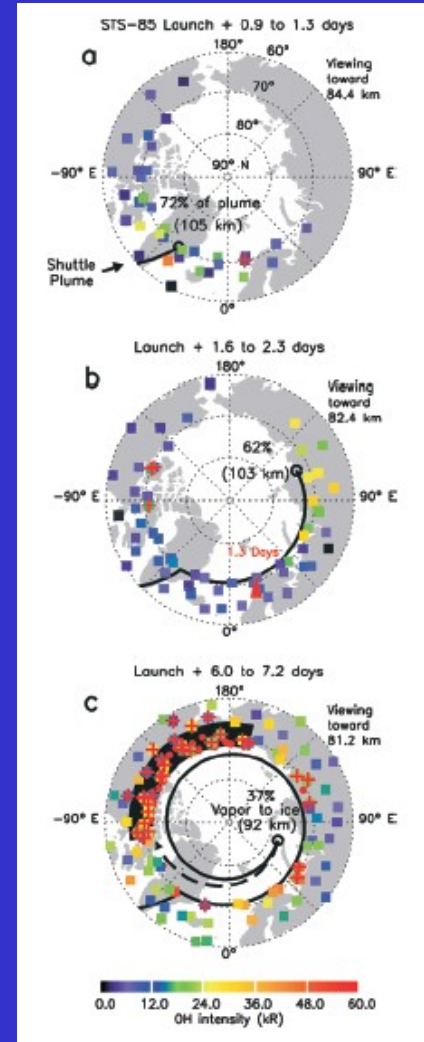 STS-85 Launch + 0.9 to 1.3 days
a
180°
60°
Viewing
toward
84.4 km
70°
80°
-90° E
90° N
90° E
72% of plume
(105 km)
Shuttle
Plume
0°
Launch + 1.6 to 2.3 days
b
180°
Viewing
toward
82.4 km
62%
(103 km)
-90° E
90° E
1.3 Days
0°
Launch + 6.0 to 7.2 days
c
180°
Viewing
toward
81.2 km
37%
Vapor to ice
(92 km)
-90° E
90° E
0°
0.0 12.0 24.0 36.0 60.0
OH intensity (kR)